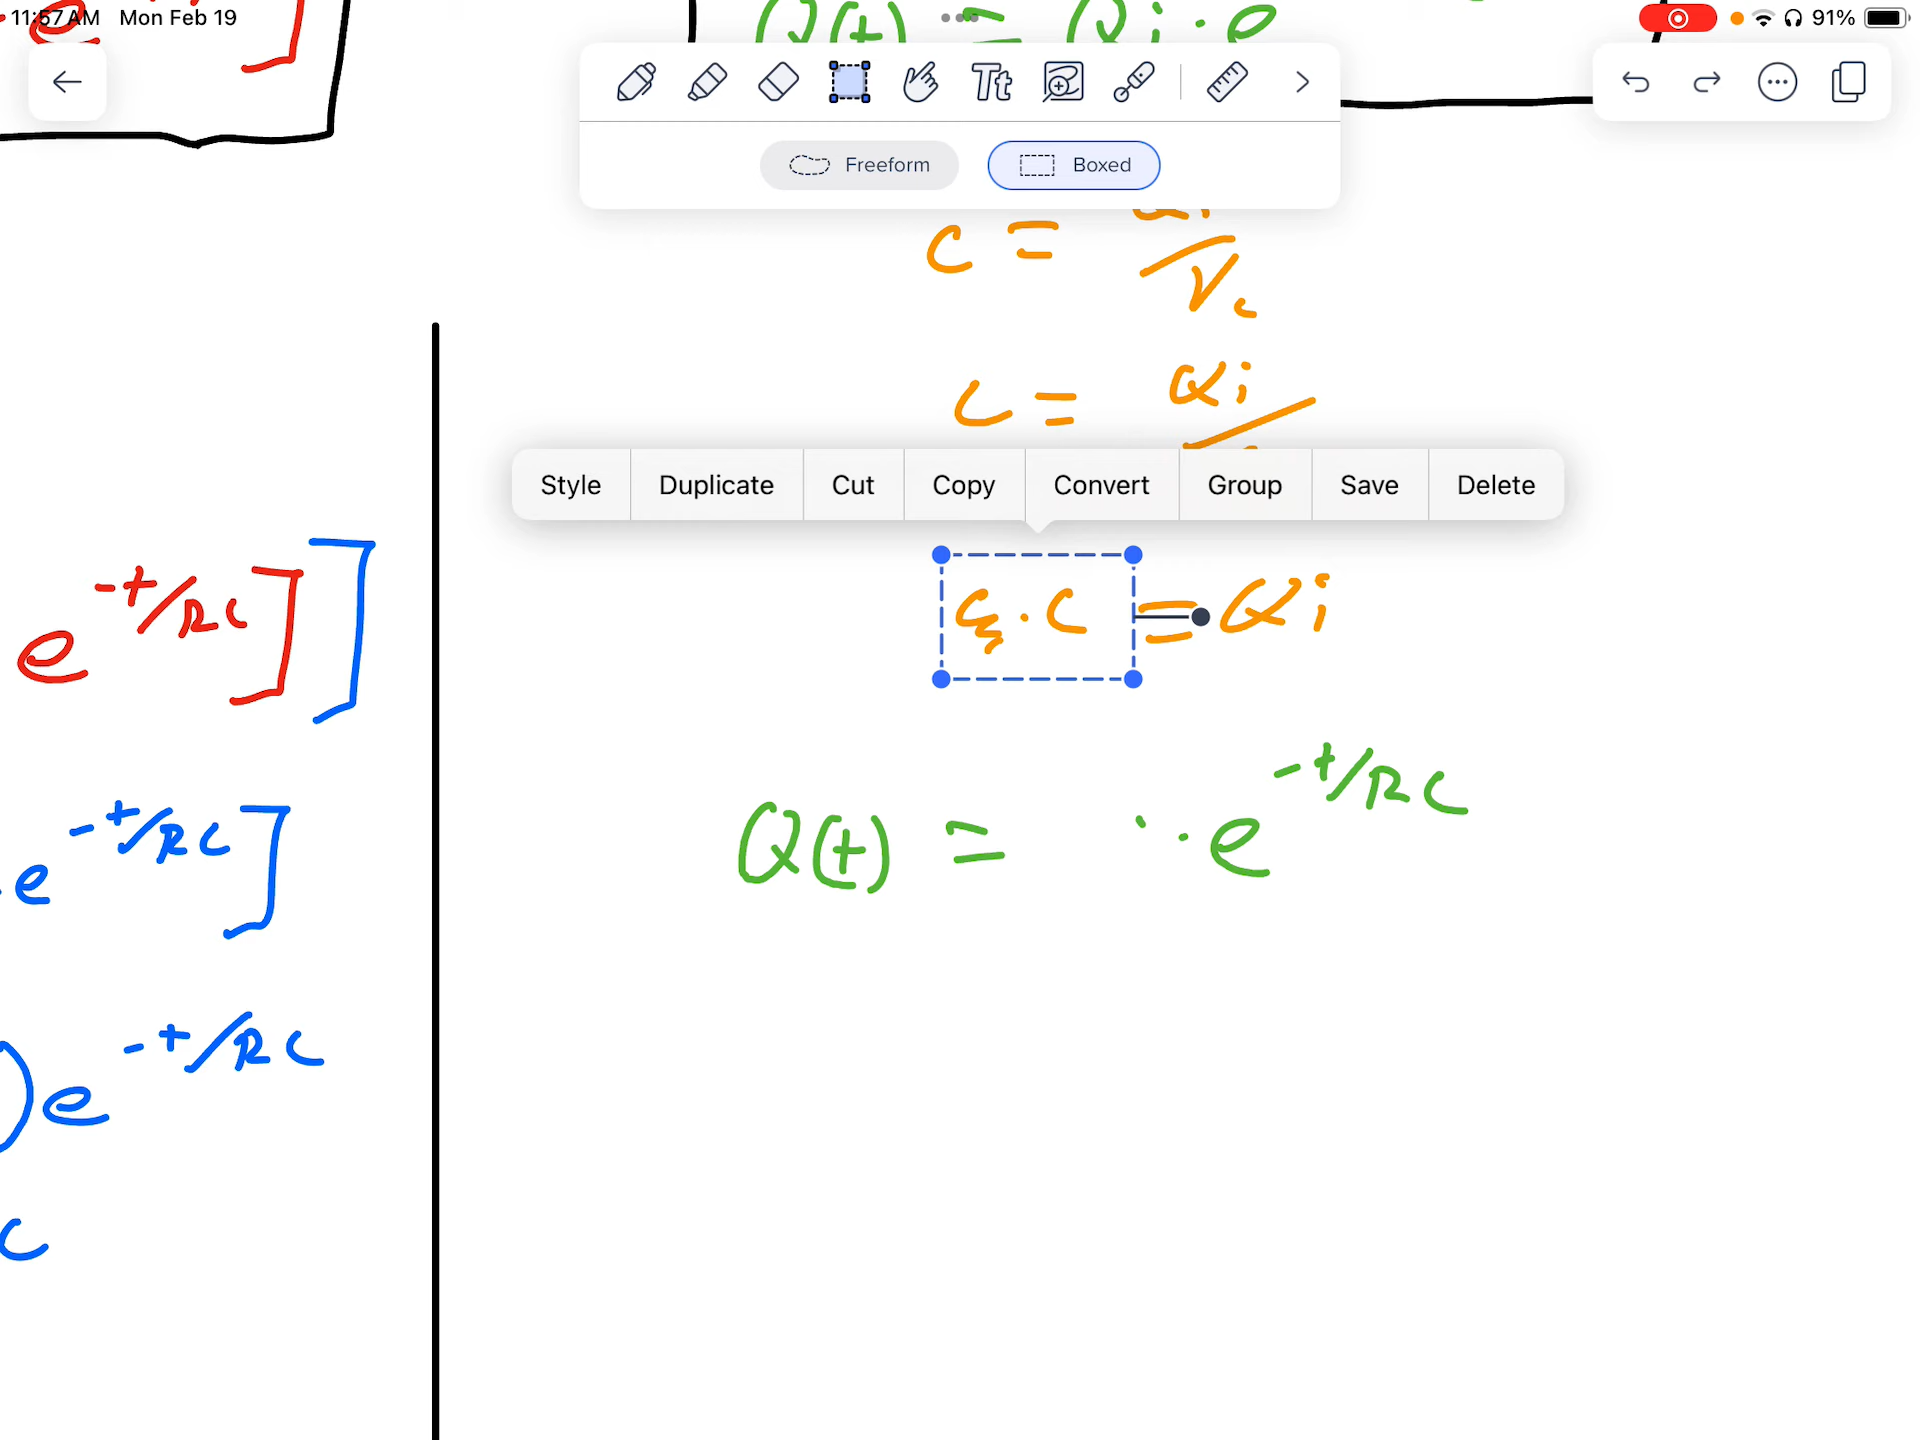 11:57 AM Mon Feb 19
91%
Q(t) = Qi · e
Freeform Boxed
C = Qi / Vc
C = Qi /
Style Duplicate Cut Copy Convert Group Save Delete
· C = Qi
e^-t/RC ] ]
Q(t) = · · e^-t/RC
· e^-t/RC ]
) e^-t/RC
C